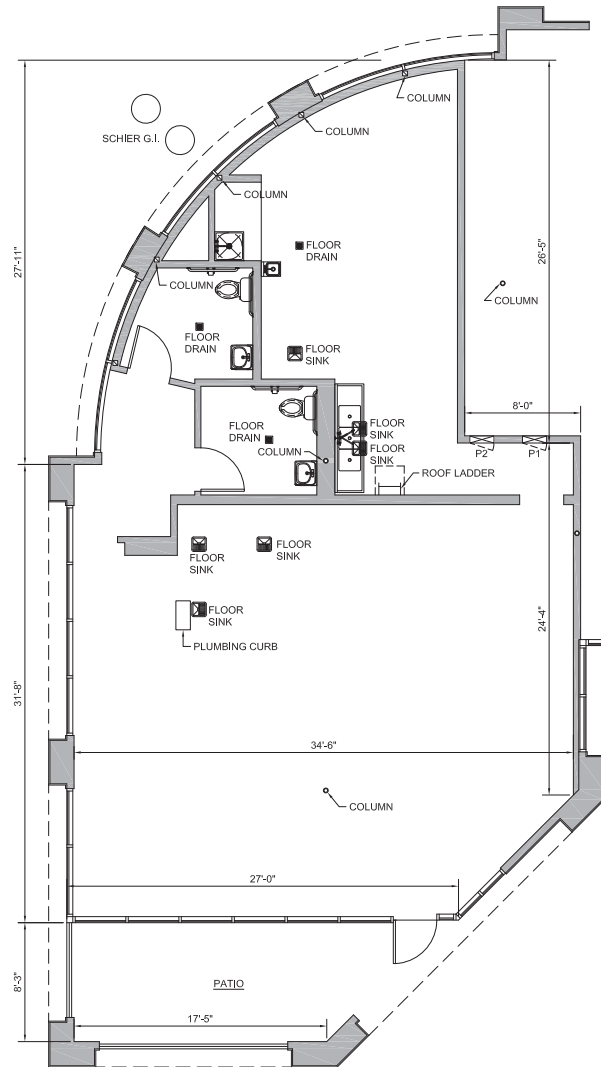 COLUMN
SCHIER G.I.
COLUMN
COLUMN
FLOOR
DRAIN
27'-11"
26'-5"
COLUMN
COLUMN
FLOOR
DRAIN
FLOOR
SINK
8'-0"
FLOOR
DRAIN
FLOOR
SINK
COLUMN
FLOOR
SINK
P2
P1
ROOF LADDER
FLOOR
SINK
FLOOR
SINK
FLOOR
SINK
24'-4"
PLUMBING CURB
31'-8"
34'-6"
COLUMN
27'-0"
8'-3"
PATIO
17'-5"